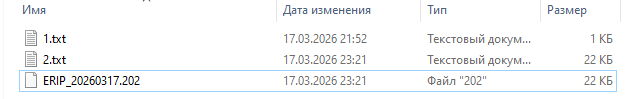 Имя Дата изменения Тип Размер
1.txt 17.03.2026 21:52 Текстовый докум... 1 КБ
2.txt 17.03.2026 23:21 Текстовый докум... 22 КБ
ERIP_20260317.202 17.03.2026 23:21 Файл "202" 22 КБ